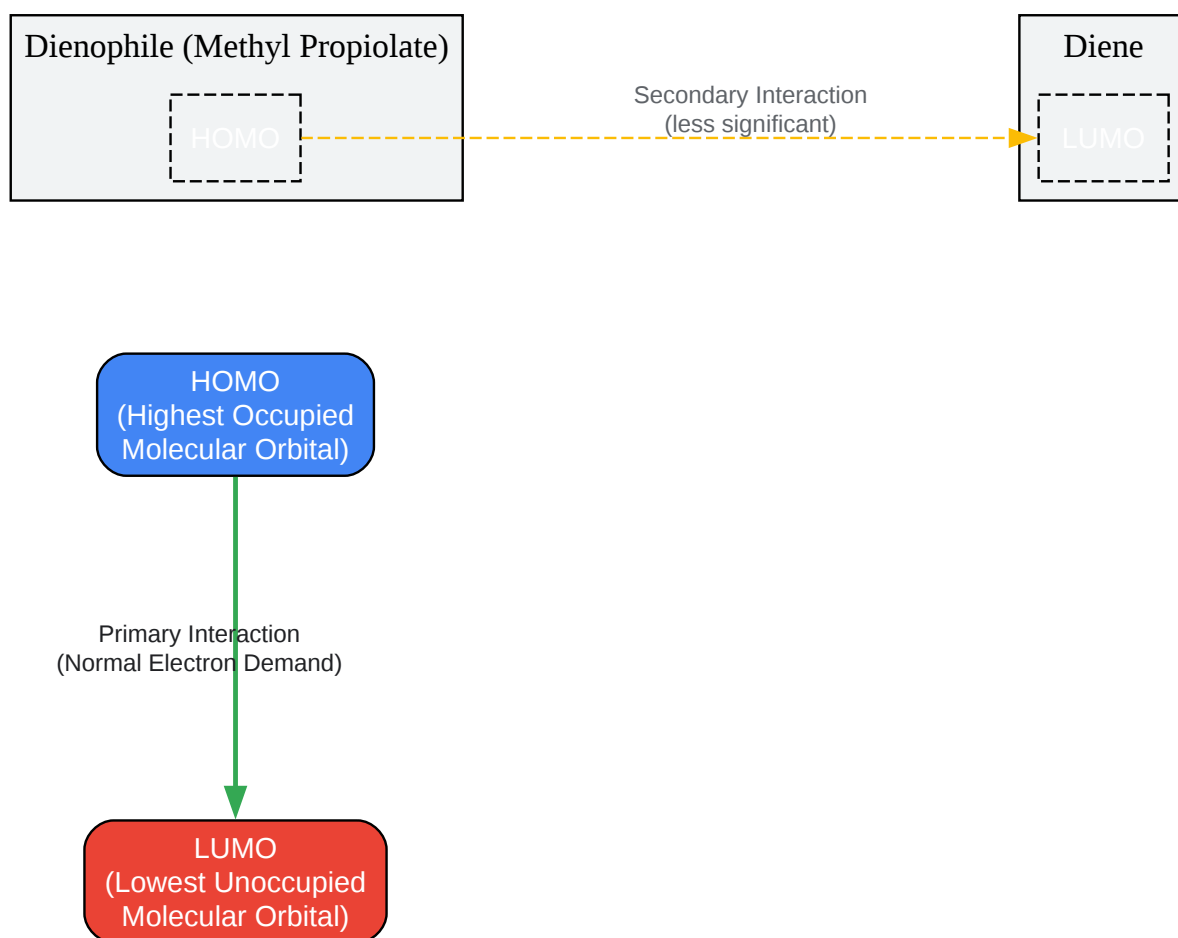 Dienophile (Methyl Propiolate)
HOMO
Secondary Interaction
(less significant)
Diene
LUMO
HOMO
(Highest Occupied
Molecular Orbital)
Primary Interaction
(Normal Electron Demand)
LUMO
(Lowest Unoccupied
Molecular Orbital)